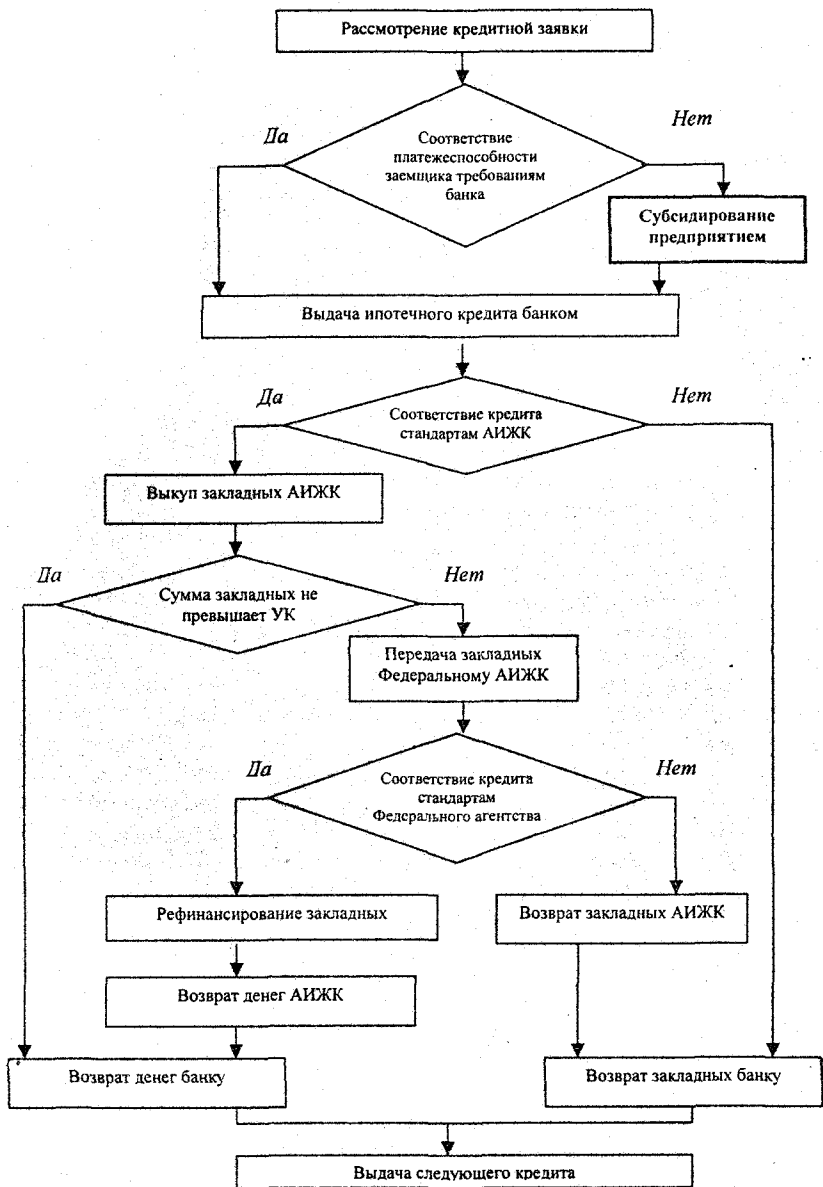 Рассмотрение кредитной заявки
Да
Нет
Соответствие
платежеспособности
заемщика требованиям
банка
Субсидирование
предприятием
Выдача ипотечного кредита банком
Да
Нет
Соответствие кредита
стандартам АИЖК
Выкуп закладных АИЖК
Да
Нет
Сумма закладных не
превышает УК
Передача закладных
Федеральному АИЖК
Да
Нет
Соответствие кредита
стандартам
Федерального агентства
Рефинансирование закладных
Возврат закладных АИЖК
Возврат денег АИЖК
Возврат денег банку
Возврат закладных банку
Выдача следующего кредита